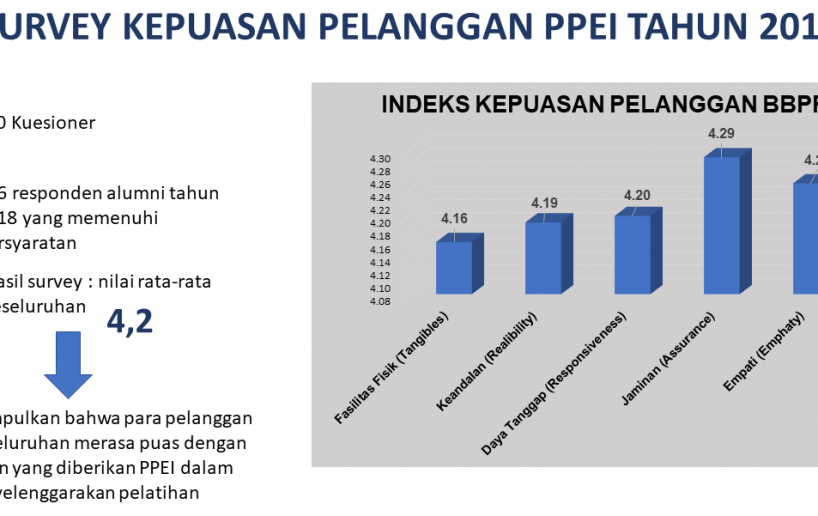 URVEY KEPUASAN PELANGGAN PPEI TAHUN 201
0 Kuesioner
6 responden alumni tahun
18 yang memenuhi
rsyaratan
asil survey : nilai rata-rata
eseluruhan
4,2
npulkan bahwa para pelanggan
eluruhan merasa puas dengan
n yang diberikan PPEI dalam
yelenggarakan pelatihan
INDEKS KEPUASAN PELANGGAN BBPP
4.30
4.28
4.26
4.24
4.22
4.20
4.18
4.16
4.14
4.12
4.10
4.08
4.16
4.19
4.20
4.29
4.2
Fasilitas Fisik (Tangibles)
Keandalan (Realibility)
Daya Tanggap (Responsiveness)
Jaminan (Assurance)
Empati (Emphaty)